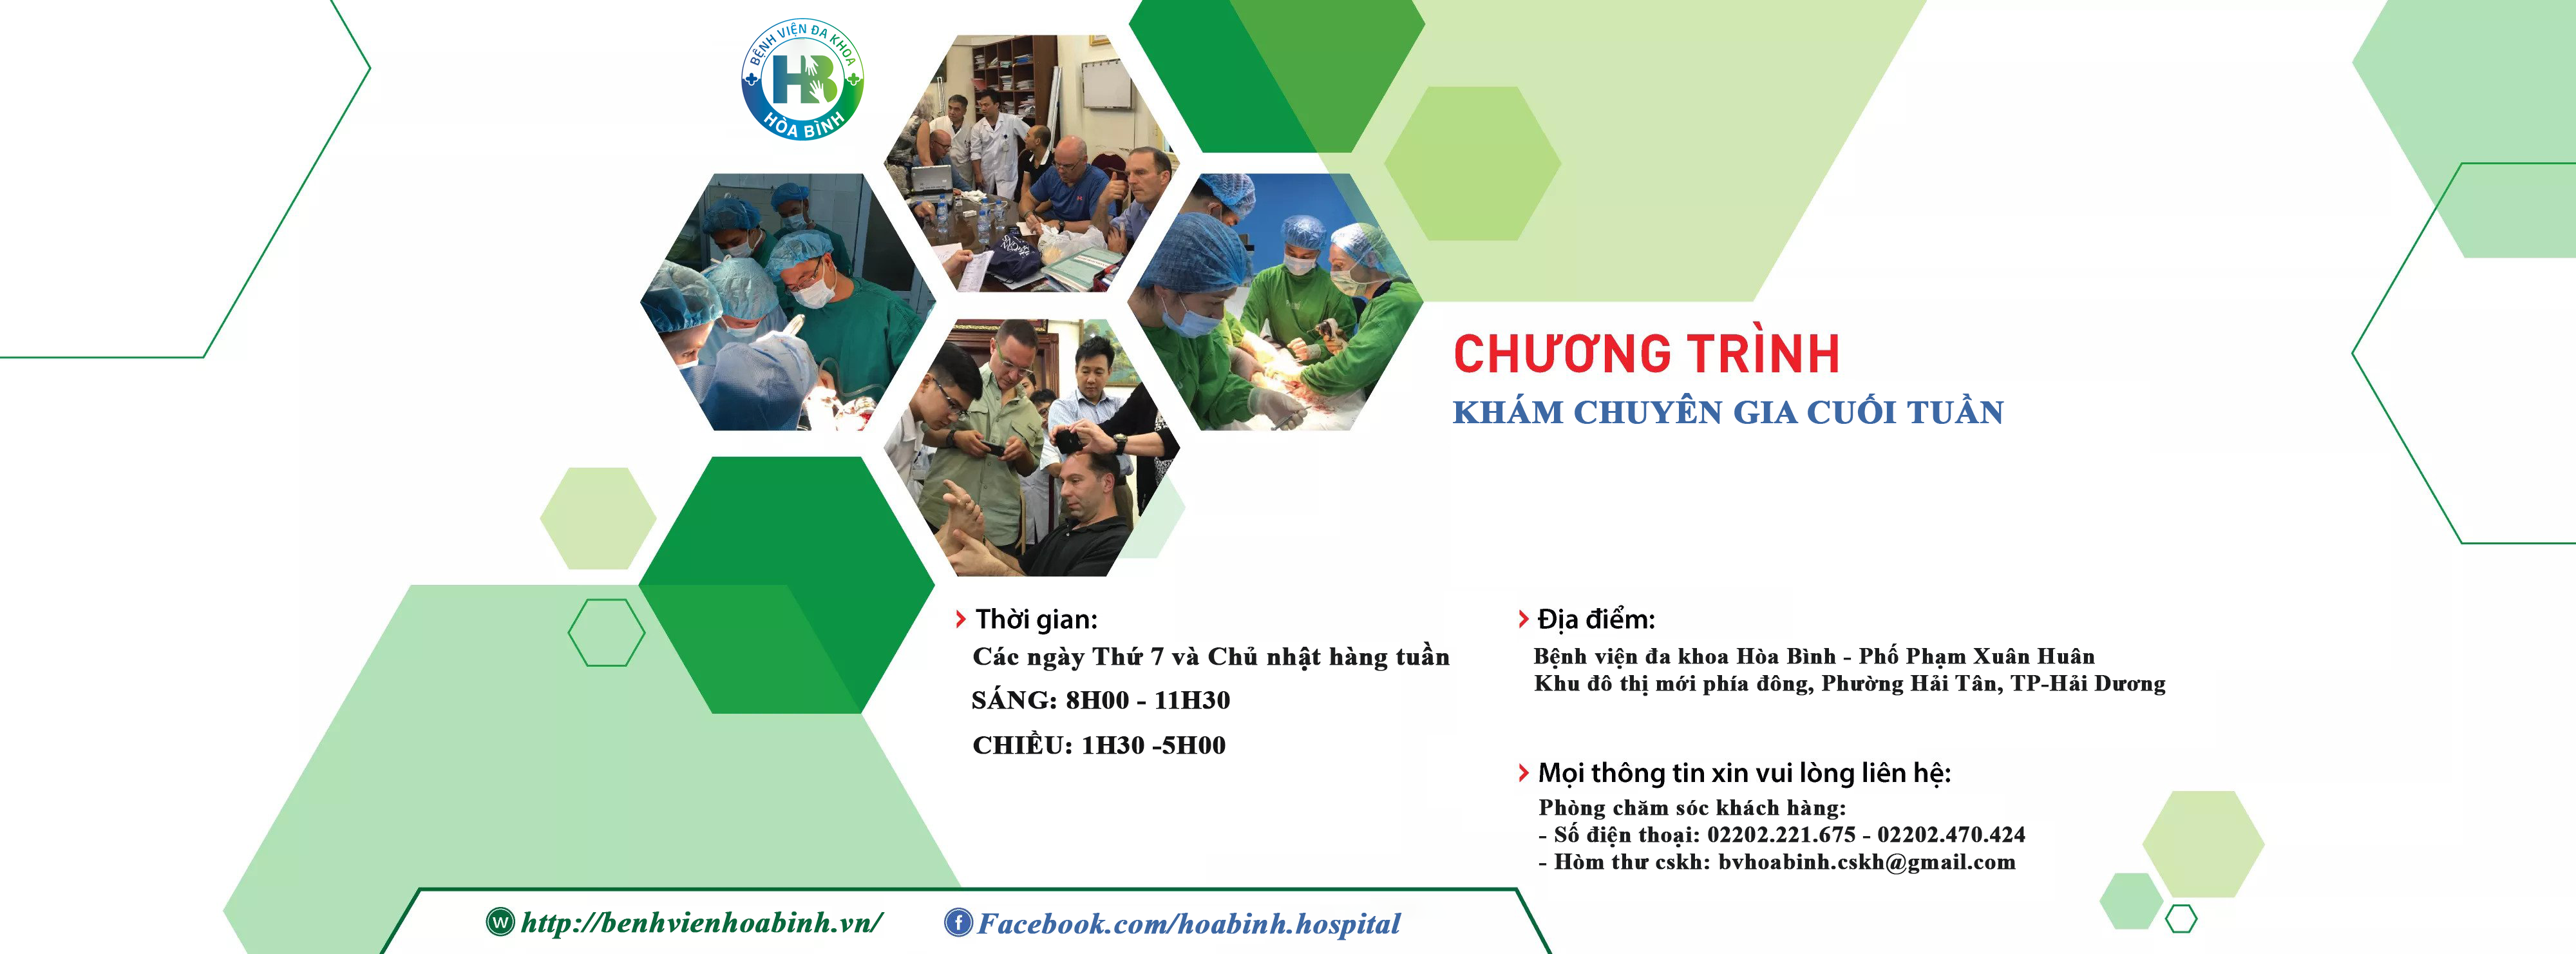 BỆNH VIỆN ĐA KHOA
HB
HÒA BÌNH
CHƯƠNG TRÌNH
KHÁM CHUYÊN GIA CUỐI TUẦN
Thời gian:
Các ngày Thứ 7 và Chủ nhật hàng tuần
SÁNG: 8H00 - 11H30
CHIỀU: 1H30 -5H00
Địa điểm:
Bệnh viện đa khoa Hòa Bình - Phố Phạm Xuân Huân
Khu đô thị mới phía đông, Phường Hải Tân, TP-Hải Dương
Mọi thông tin xin vui lòng liên hệ:
Phòng chăm sóc khách hàng:
- Số điện thoại: 02202.221.675 - 02202.470.424
- Hòm thư cskh: bvhoabinh.cskh@gmail.com
http://benhvienhoabinh.vn/
Facebook.com/hoabinh.hospital